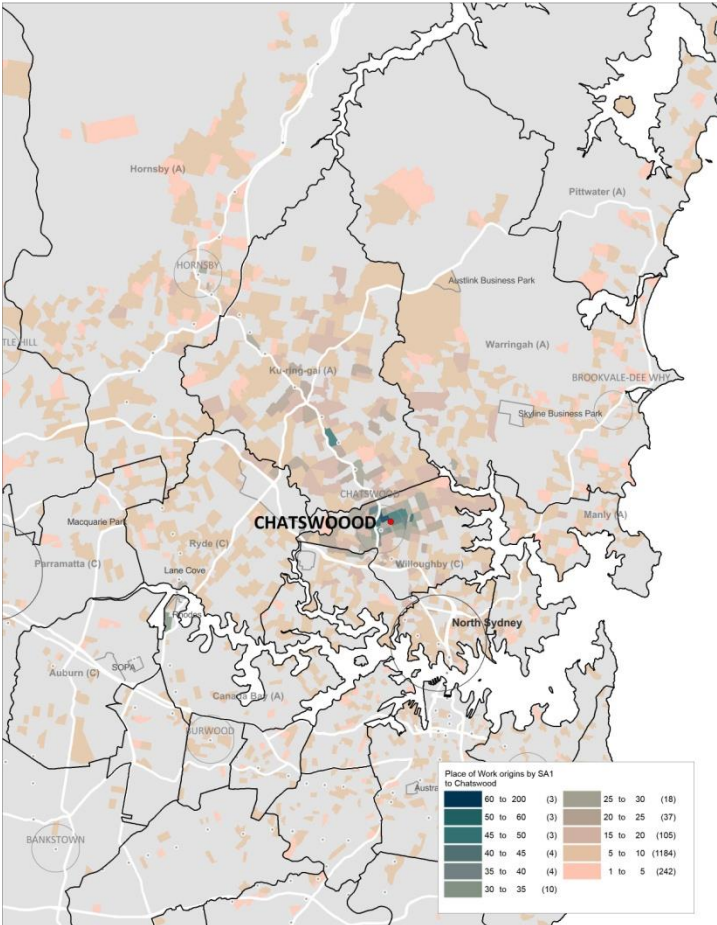 Hornsby (A)
Pittwater (A)
HORNSBY
Austlink Business Park
TLE HILL
Warringah (A)
Ku-ring-gai (A)
BROOKVALE-DEE WHY
Skyline Business Park
CHATSWOOD
CHATSWOOOD
Macquarie Park
Manly (A)
Ryde (C)
Parramatta (C)
Willoughby (C)
Lane Cove
Rhodes
North Sydney
SOPA
Auburn (C)
Canada Bay (A)
BURWOOD
BANKSTOWN
Austra
Place of Work origins by SA1
to Chatswood
60 to 200 (3)
50 to 60 (3)
45 to 50 (3)
40 to 45 (4)
35 to 40 (4)
30 to 35 (10)
25 to 30 (18)
20 to 25 (37)
15 to 20 (105)
5 to 10 (1184)
1 to 5 (242)